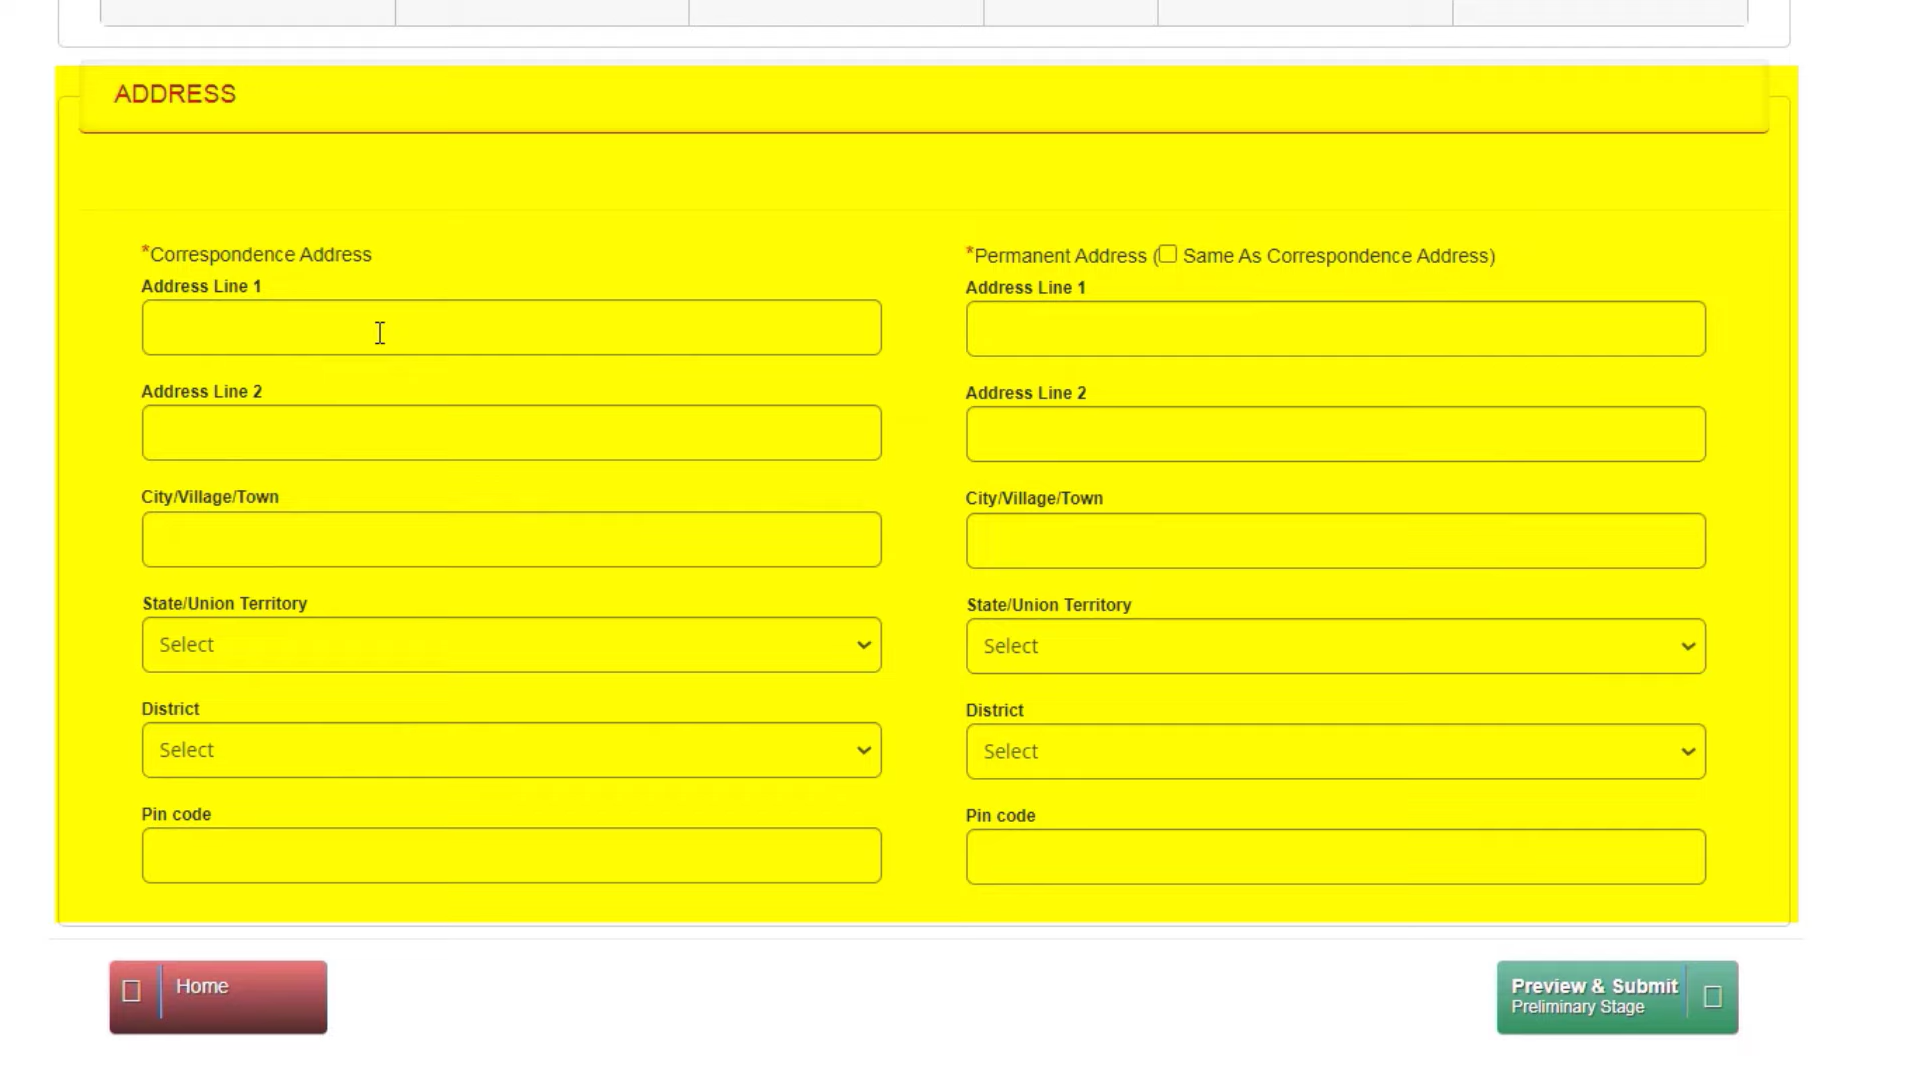 ADDRESS
*Correspondence Address
Address Line 1
Address Line 2
City/Village/Town
State/Union Territory
Select
District
Select
Pin code
*Permanent Address ( Same As Correspondence Address)
Address Line 1
Address Line 2
City/Village/Town
State/Union Territory
Select
District
Select
Pin code
Home
Preview & Submit
Preliminary Stage